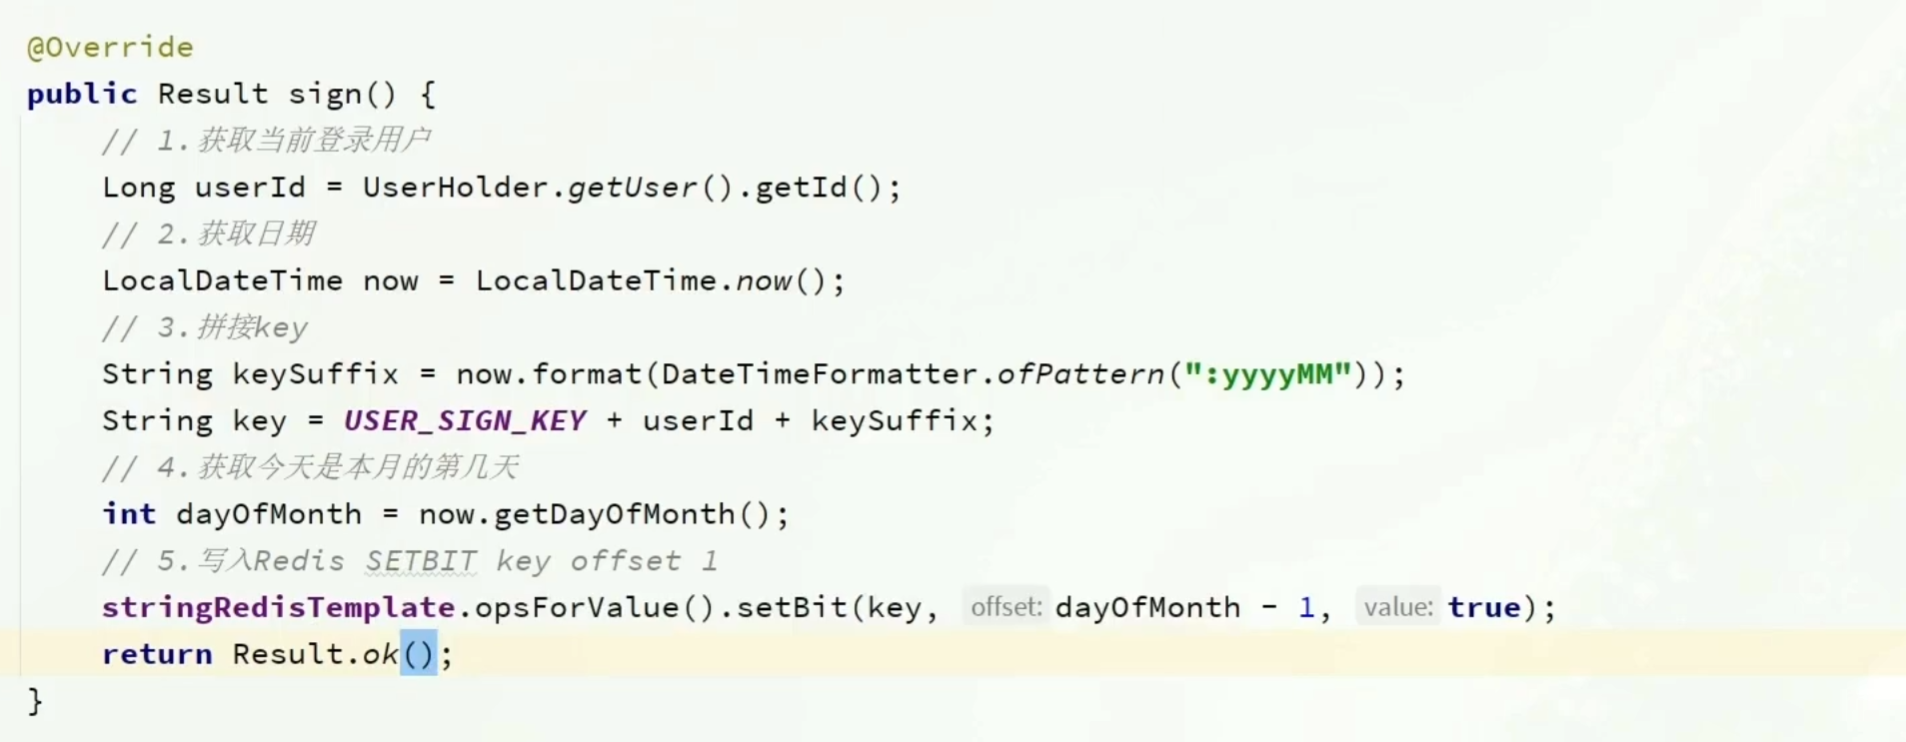 @Override
public Result sign() {
// 1.获取当前登录用户
Long userId = UserHolder.getUser().getId();
// 2.获取日期
LocalDateTime now = LocalDateTime.now();
// 3.拼接key
String keySuffix = now.format(DateTimeFormatter.ofPattern(":yyyyMM"));
String key = USER_SIGN_KEY + userId + keySuffix;
// 4.获取今天是本月的第几天
int dayOfMonth = now.getDayOfMonth();
// 5.写入Redis SETBIT key offset 1
stringRedisTemplate.opsForValue().setBit(key, offset: dayOfMonth - 1, value: true);
return Result.ok();
}